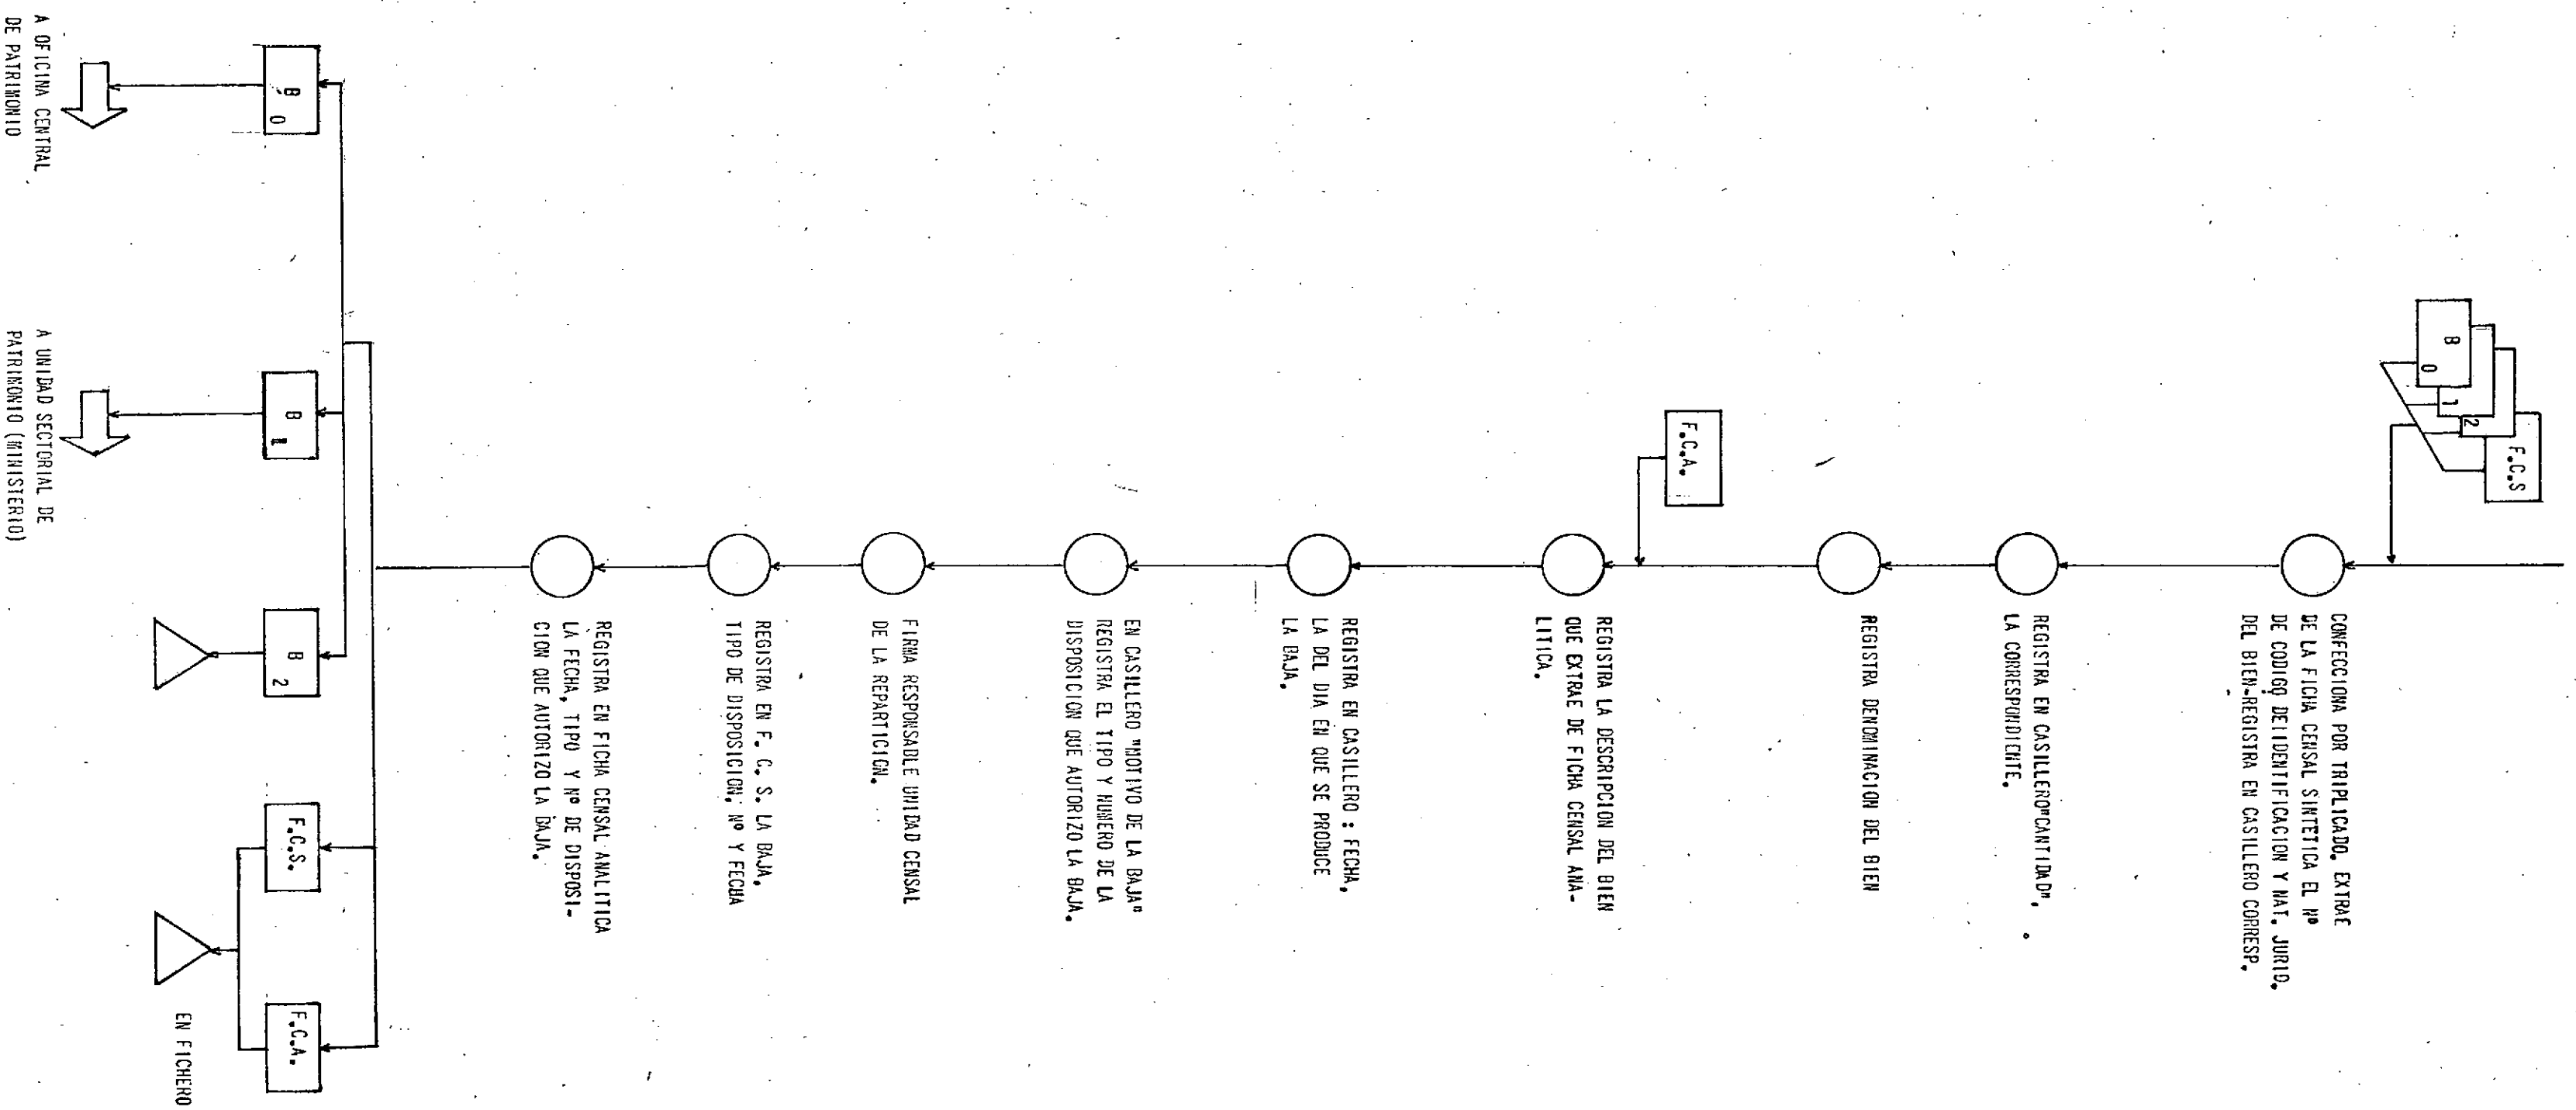 B
0
1
2
F.C.S
CONFECCIONA POR TRIPLICADO. EXTRAE
DE LA FICHA CENSAL SINTETICA EL Nº
DE CODIGO DE IDENTIFICACION Y NAT. JURID.
DEL BIEN-REGISTRA EN CASILLERO CORRESP.
REGISTRA EN CASILLERO"CANTIDAD",
LA CORRESPONDIENTE.
REGISTRA DENOMINACION DEL BIEN
F.C.A.
REGISTRA LA DESCRIPCION DEL BIEN
QUE EXTRAE DE FICHA CENSAL ANA-
LITICA.
REGISTRA EN CASILLERO : FECHA,
LA DEL DIA EN QUE SE PRODUCE
LA BAJA.
EN CASILLERO "MOTIVO DE LA BAJA"
REGISTRA EL TIPO Y NUMERO DE LA
DISPOSICION QUE AUTORIZO LA BAJA.
FIRMA RESPONSABLE UNIDAD CENSAL
DE LA REPARTICION.
REGISTRA EN F. C. S. LA BAJA,
TIPO DE DISPOSICION, Nº Y FECHA
REGISTRA EN FICHA CENSAL ANALITICA
LA FECHA, TIPO Y Nº DE DISPOSI-
CION QUE AUTORIZO LA BAJA.
B
0
B
1
B
2
F.C.S.
F.C.A.
A OFICINA CENTRAL
DE PATRIMONIO
A UNIDAD SECTORIAL DE
PATRIMONIO (MINISTERIO)
EN FICHERO